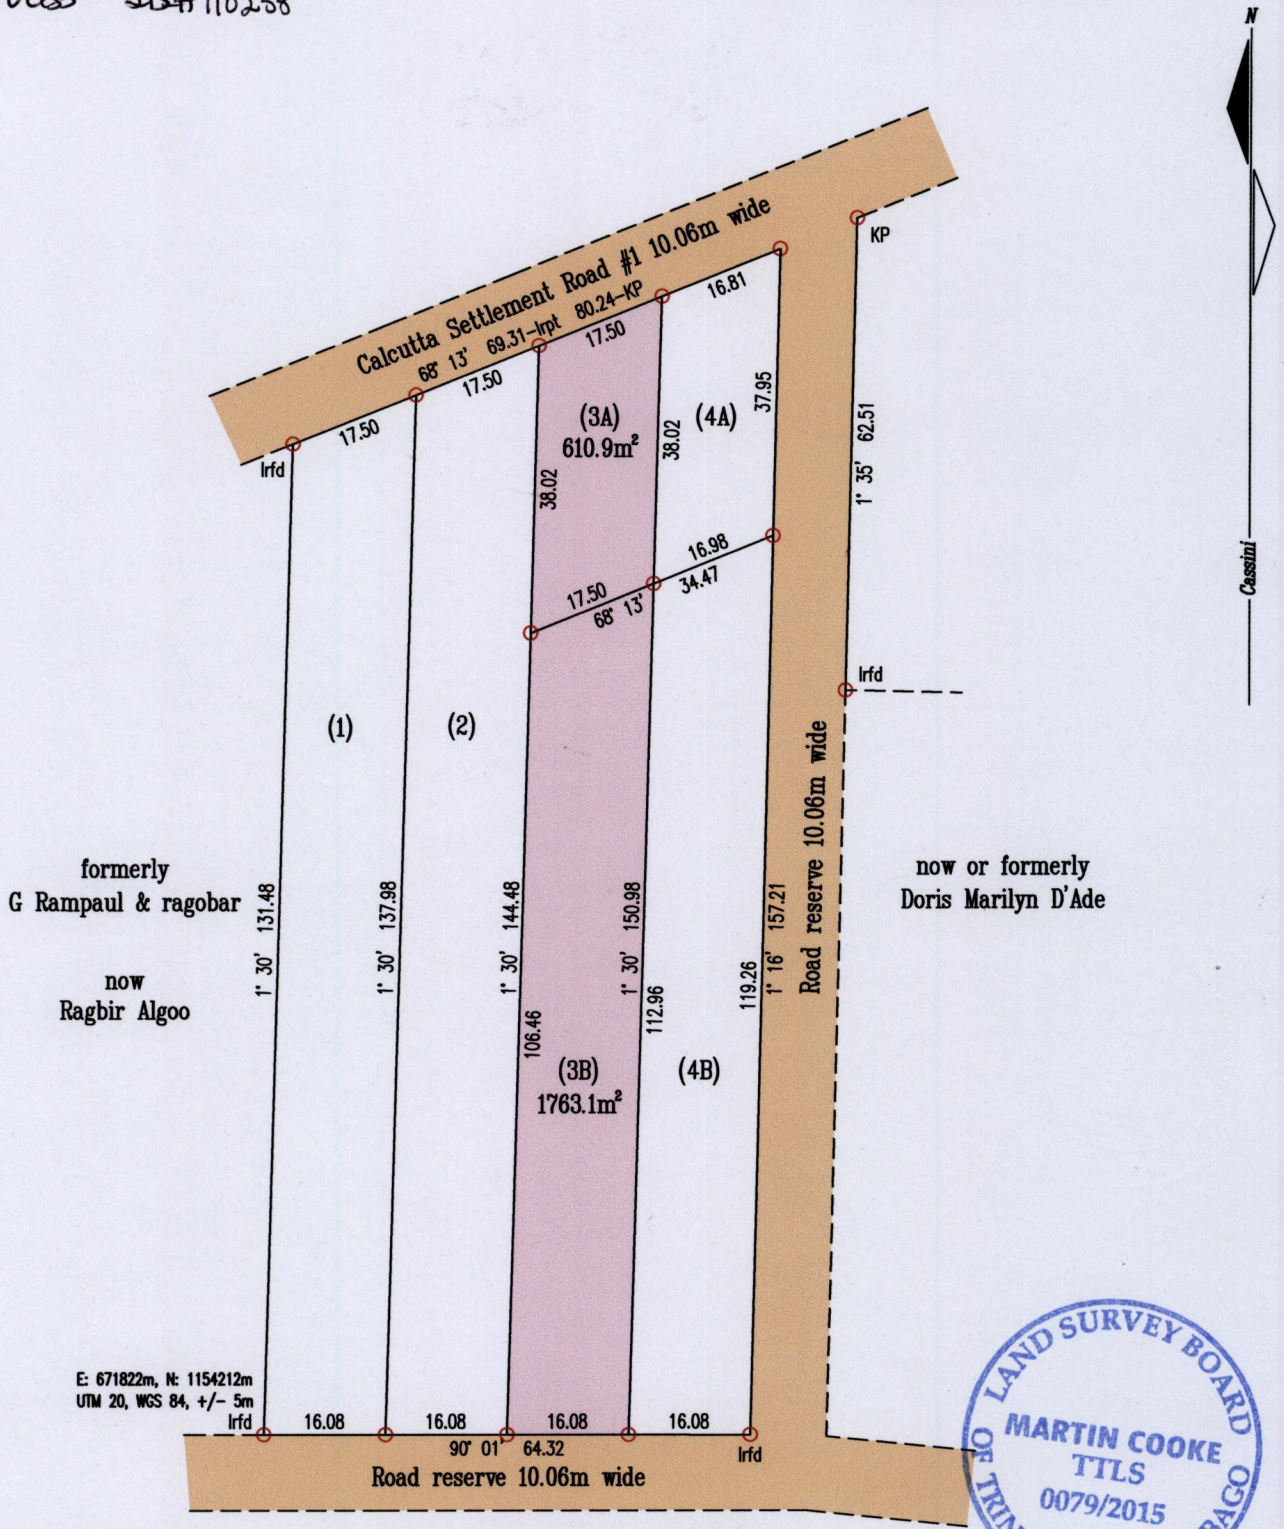 N
Calcutta Settlement Road #1 10.06m wide
68° 13' 69.31-Irpt 80.24-KP
KP
16.81
17.50
17.50
17.50
Irfd
37.95
(3A)
610.9m²
(4A)
38.02
38.02
1° 35' 62.51
Cassini
16.98
17.50
34.47
68° 13'
Irfd
(1)
(2)
Road reserve 10.06m wide
formerly
G Rampaul & ragobar
now
Ragbir Algoo
now or formerly
Doris Marilyn D'Ade
1° 30' 131.48
1° 30' 137.98
1° 30' 144.48
1° 30' 150.98
1° 16' 157.21
106.46
112.96
119.26
(3B)
1763.1m²
(4B)
E: 671822m, N: 1154212m
UTM 20, WGS 84, +/- 5m
Irfd
16.08
16.08
16.08
16.08
90° 01' 64.32
Irfd
Road reserve 10.06m wide
LAND SURVEY BOARD
MARTIN COOKE
TTLS
0079/2015
OF